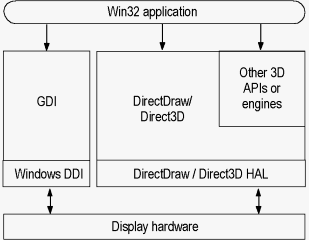 Win32 application
GDI
DirectDraw/
Direct3D
Other 3D
APIs or
engines
Windows DDI
DirectDraw / Direct3D HAL
Display hardware